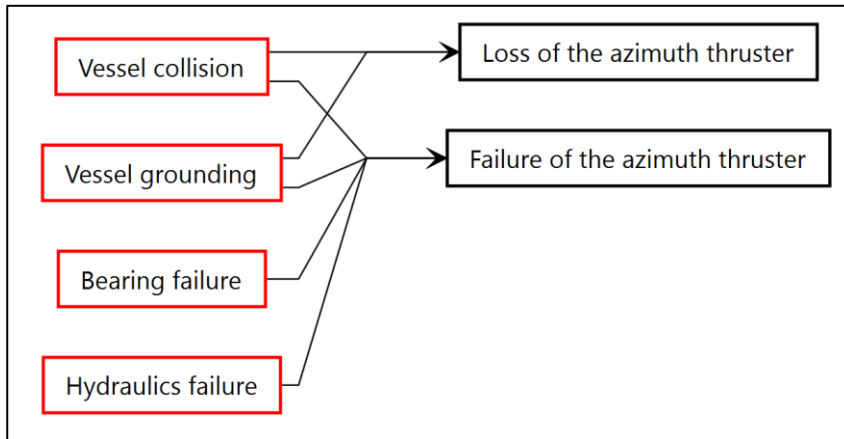 Vessel collision
Loss of the azimuth thruster
Vessel grounding
Failure of the azimuth thruster
Bearing failure
Hydraulics failure